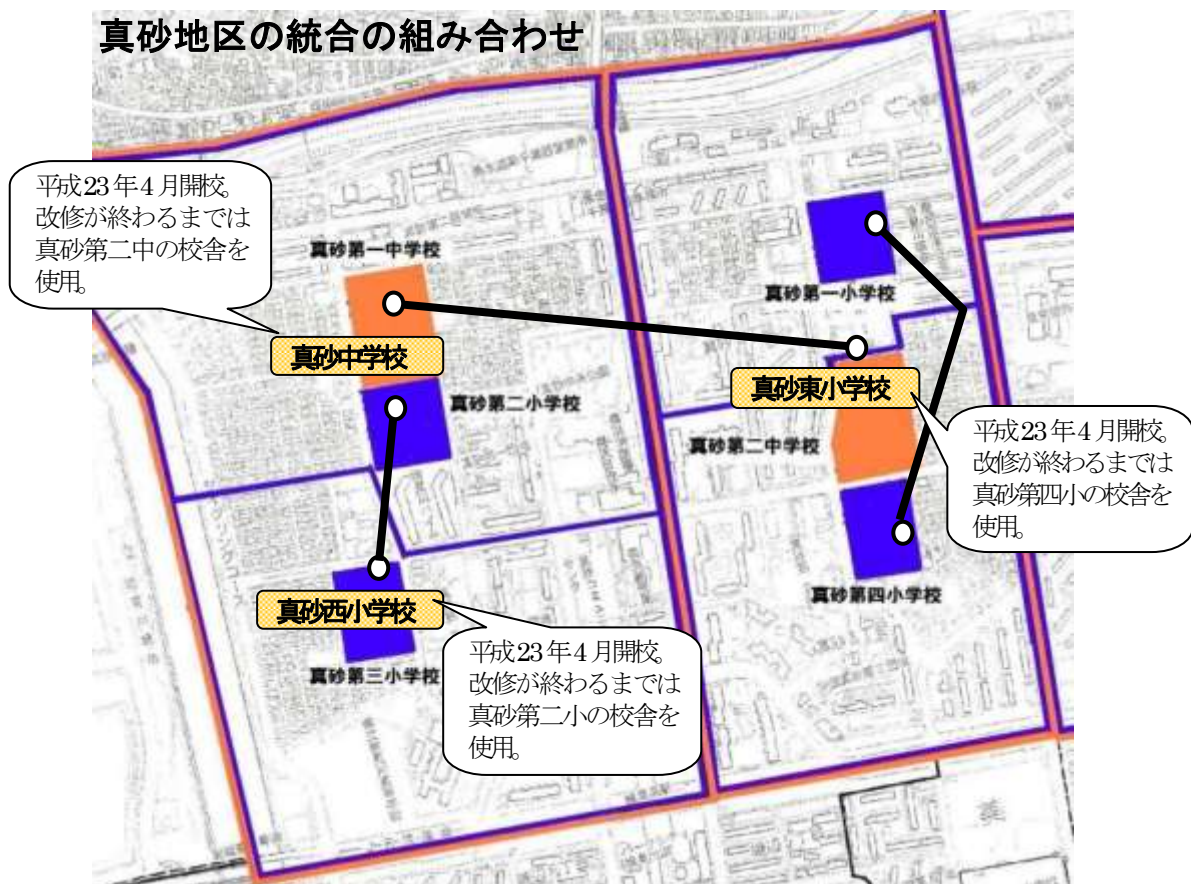 真砂地区の統合の組み合わせ
平成23年4月開校。
改修が終わるまでは
真砂第二中の校舎を
使用。
真砂第一中学校
真砂中学校
真砂第二小学校
真砂第一小学校
真砂東小学校
真砂第二中学校
平成23年4月開校。
改修が終わるまでは
真砂第四小の校舎を
使用。
真砂第四小学校
真砂西小学校
真砂第三小学校
平成23年4月開校。
改修が終わるまでは
真砂第二小の校舎を
使用。